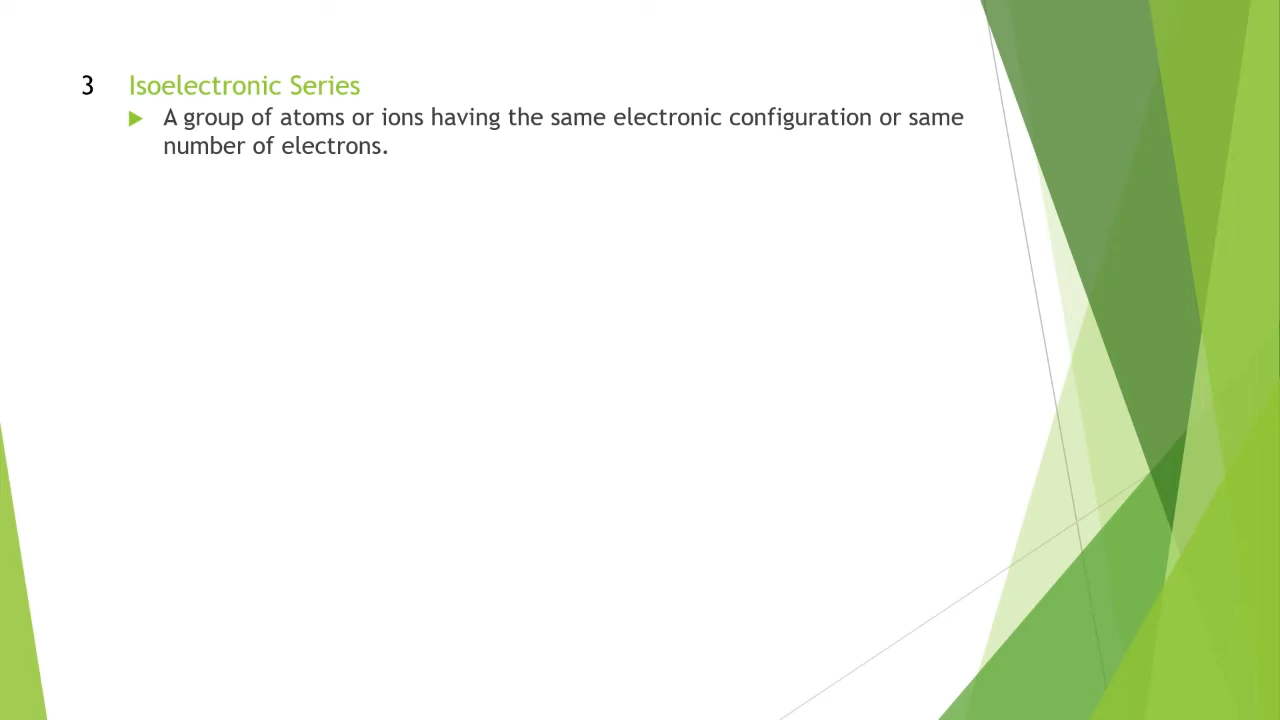 3 Isoelectronic Series
A group of atoms or ions having the same electronic configuration or same
number of electrons.